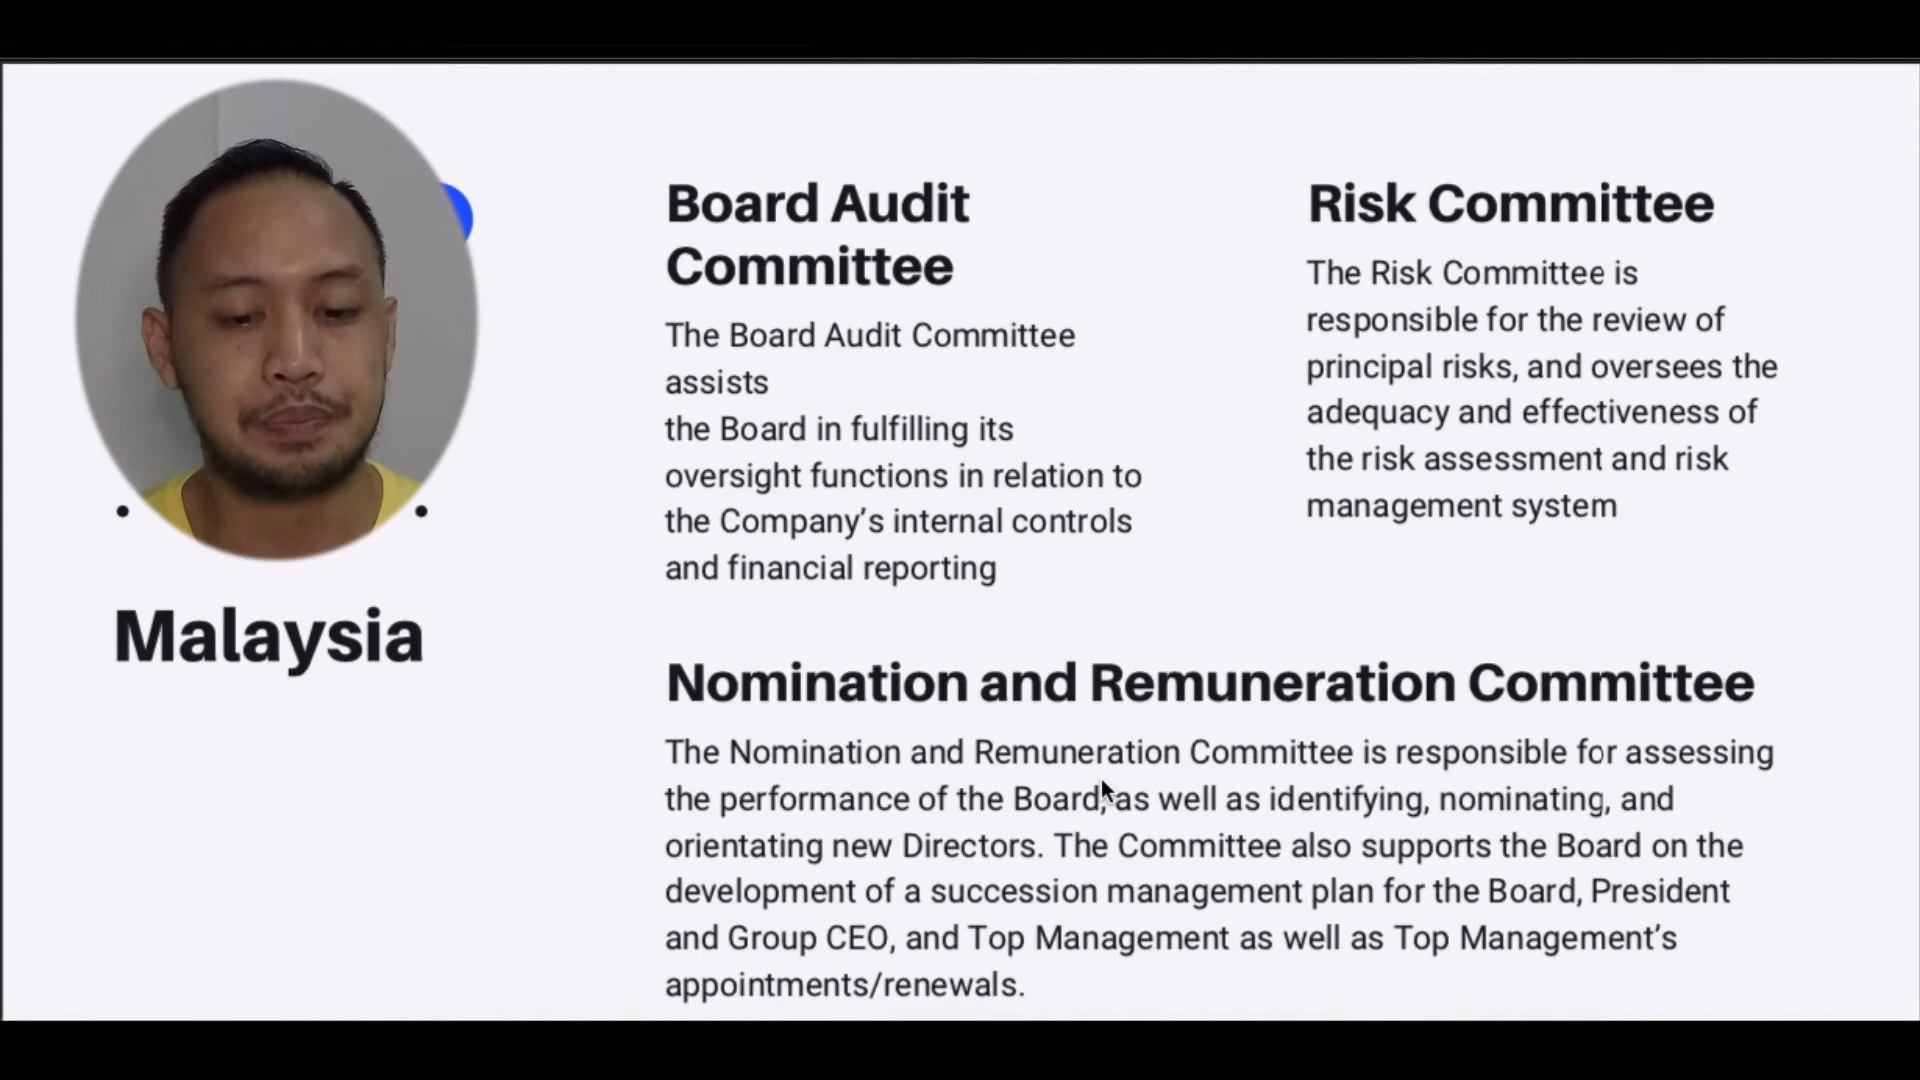 Malaysia
Board Audit
Committee
The Board Audit Committee
assists
the Board in fulfilling its
oversight functions in relation to
the Company’s internal controls
and financial reporting
Risk Committee
The Risk Committee is
responsible for the review of
principal risks, and oversees the
adequacy and effectiveness of
the risk assessment and risk
management system
Nomination and Remuneration Committee
The Nomination and Remuneration Committee is responsible for assessing
the performance of the Board, as well as identifying, nominating, and
orientating new Directors. The Committee also supports the Board on the
development of a succession management plan for the Board, President
and Group CEO, and Top Management as well as Top Management’s
appointments/renewals.